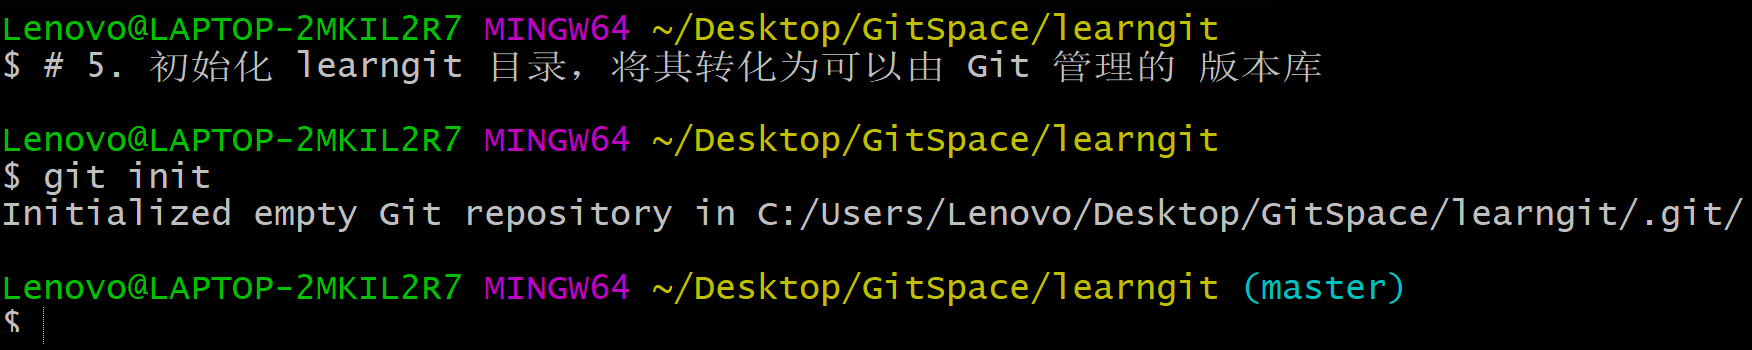 Lenovo@LAPTOP-2MKIL2R7 MINGW64 ~/Desktop/GitSpace/learngit
$ # 5. 初始化 learngit 目录，将其转化为可以由 Git 管理的 版本库
Lenovo@LAPTOP-2MKIL2R7 MINGW64 ~/Desktop/GitSpace/learngit
$ git init
Initialized empty Git repository in C:/Users/Lenovo/Desktop/GitSpace/learngit/.git/
Lenovo@LAPTOP-2MKIL2R7 MINGW64 ~/Desktop/GitSpace/learngit (master)
$